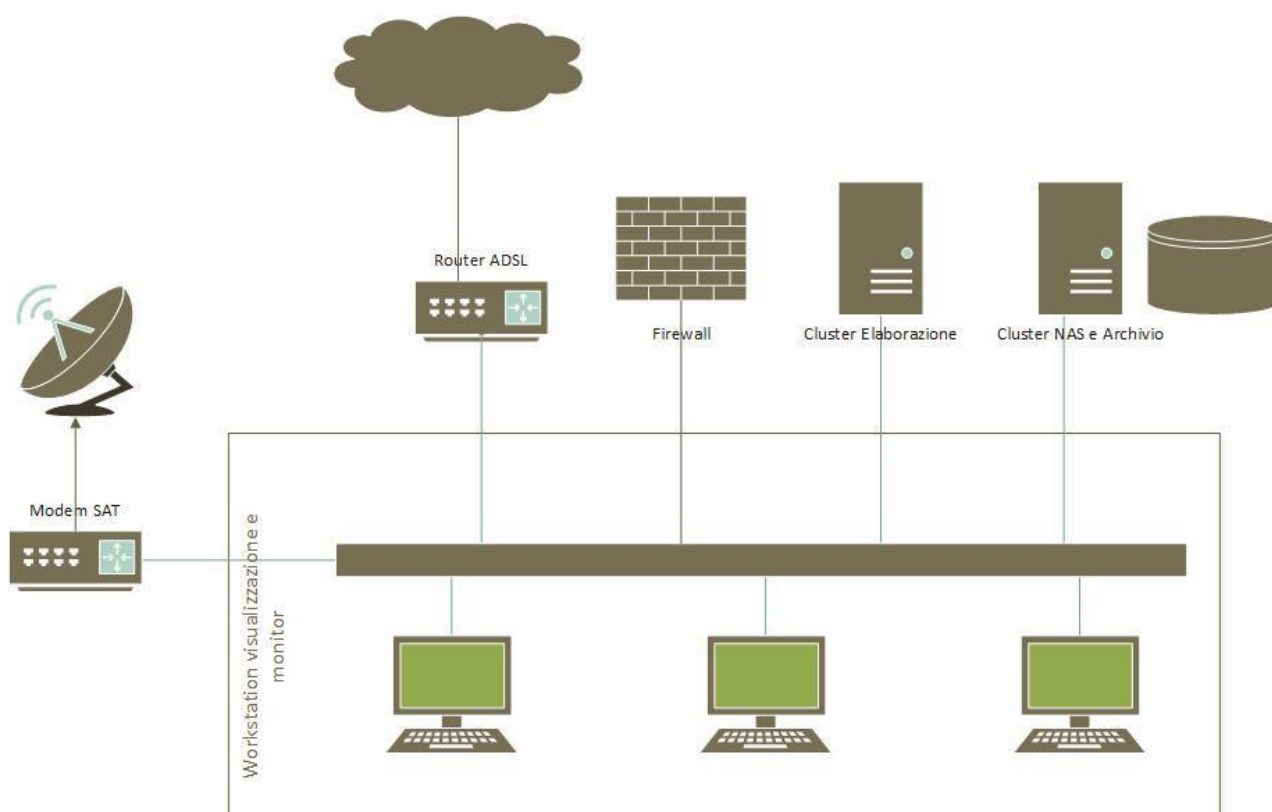 Router ADSL
Firewall
Cluster Elaborazione
Cluster NAS e Archivio
Modem SAT
Workstation visualizzazione e
monitor